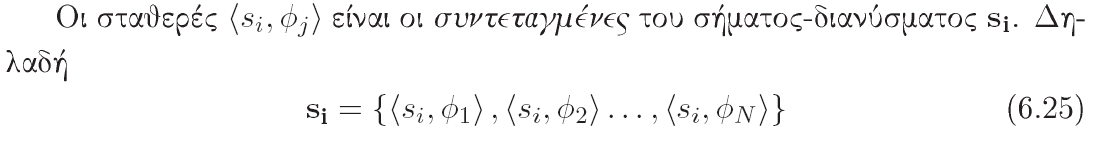 Οι σταθερές ⟨s_i, ϕ_j⟩ είναι οι συντεταγμένες του σήματος-διανύσματος s_i. Δη-
λαδή
s_i = {⟨s_i, ϕ_1⟩ , ⟨s_i, ϕ_2⟩ . . . , ⟨s_i, ϕ_N⟩} (6.25)